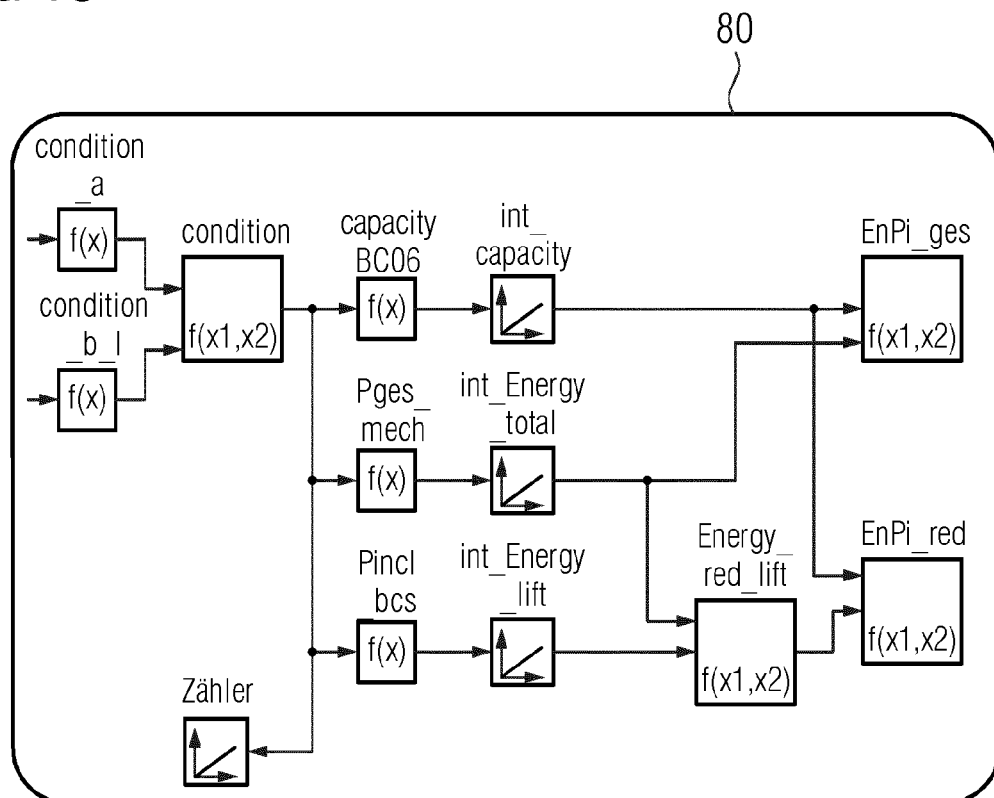 80
condition
_a
f(x)
condition
_b_l
f(x)
condition
f(x1,x2)
capacity
BC06
f(x)
int_
capacity
EnPi_ges
f(x1,x2)
Pges_
mech
f(x)
int_Energy
_total
Pincl
_bcs
f(x)
int_Energy
_lift
Energy_
red_lift
f(x1,x2)
EnPi_red
f(x1,x2)
Zähler